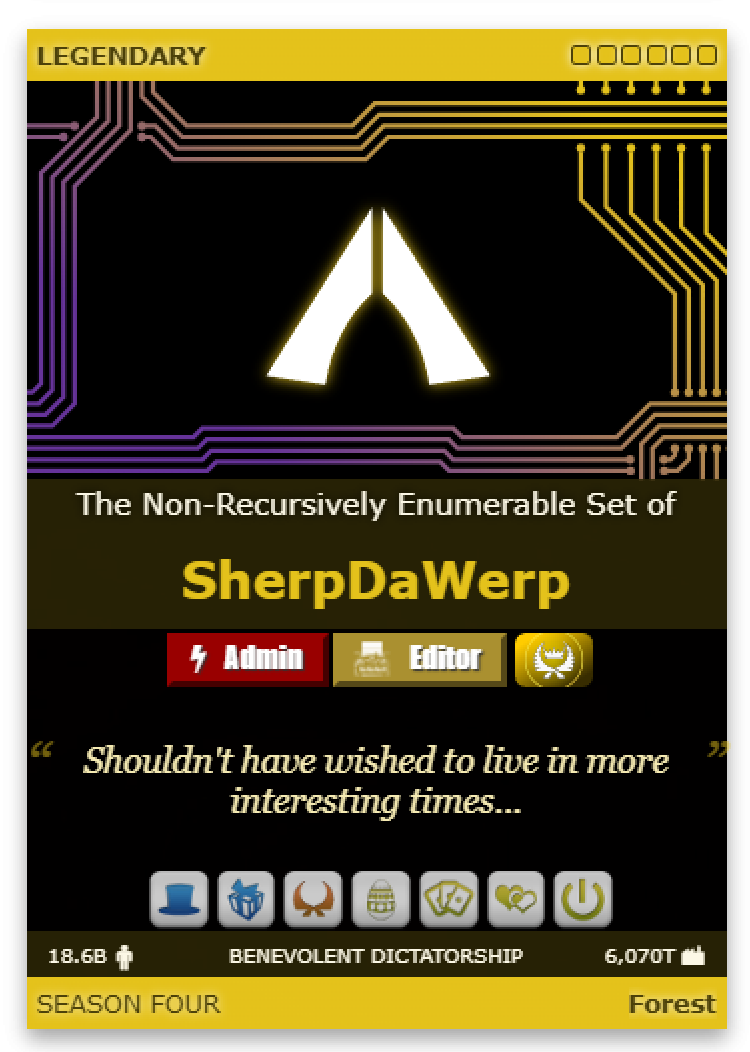 LEGENDARY
The Non-Recursively Enumerable Set of
SherpDaWerp
Admin Editor
“ Shouldn't have wished to live in more ”
interesting times...
18.6B BENEVOLENT DICTATORSHIP 6,070T
SEASON FOUR Forest